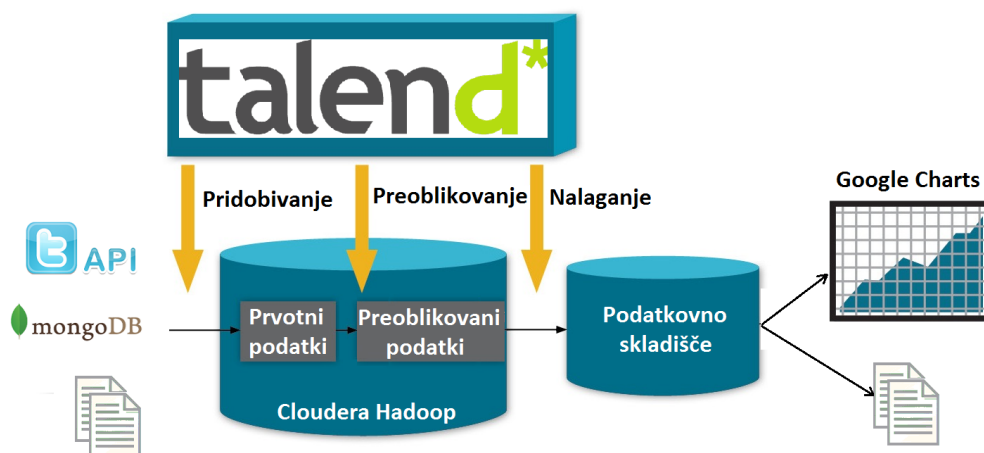 talend*
Pridobivanje
Preoblikovanje
Nalaganje
Google Charts
t API
mongoDB
Prvotni
podatki
Preoblikovani
podatki
Cloudera Hadoop
Podatkovno
skladišče